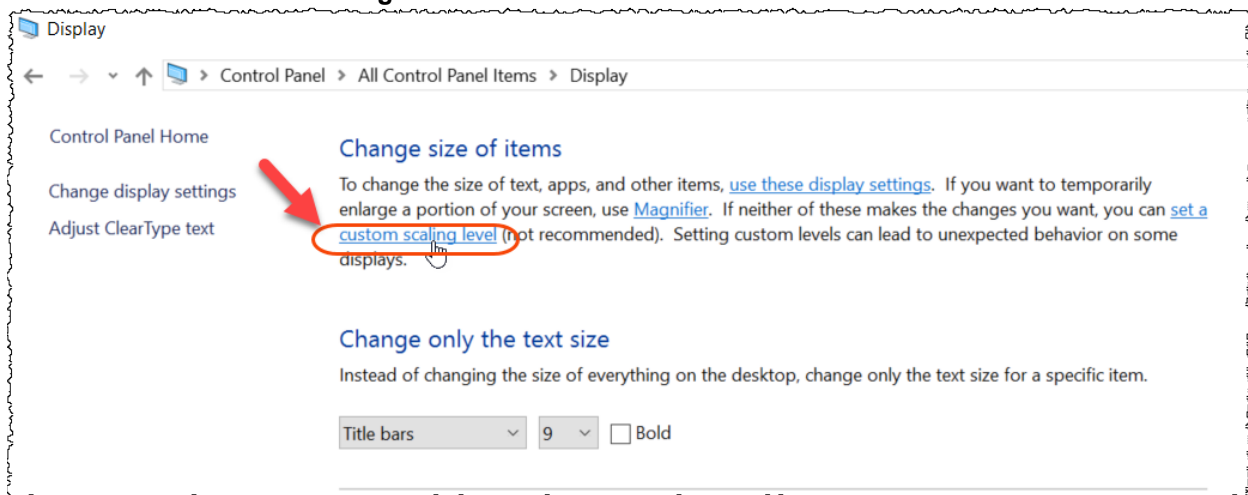 Display
Control Panel > All Control Panel Items > Display
Control Panel Home
Change display settings
Adjust ClearType text
Change size of items
To change the size of text, apps, and other items, use these display settings. If you want to temporarily
enlarge a portion of your screen, use Magnifier. If neither of these makes the changes you want, you can set a
custom scaling level (not recommended). Setting custom levels can lead to unexpected behavior on some
displays.
Change only the text size
Instead of changing the size of everything on the desktop, change only the text size for a specific item.
Title bars 9 Bold